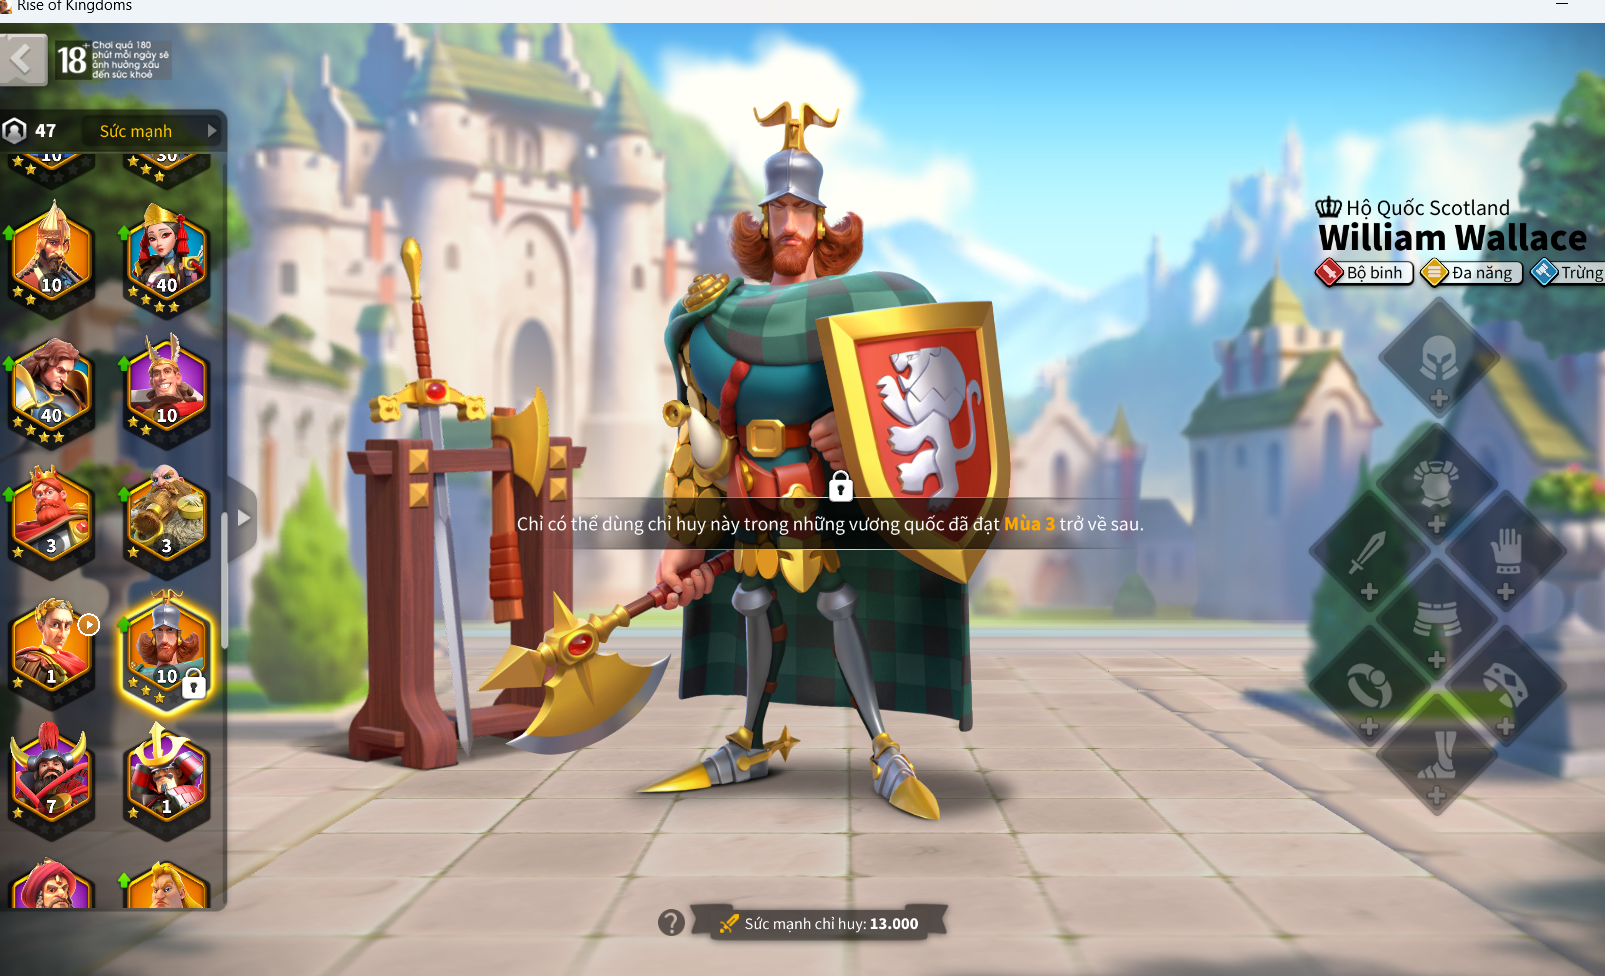 Rise of Kingdoms
18+ Chơi quá 180
phút mỗi ngày sẽ
ảnh hưởng xấu
đến sức khoẻ
47 Sức mạnh
10 30
10 40
40 10
3 3
1 10
7 1
Hộ Quốc Scotland
William Wallace
Bộ binh Đa năng Trừng
Chỉ có thể dùng chỉ huy này trong những vương quốc đã đạt Mùa 3 trở về sau.
? Sức mạnh chỉ huy: 13.000